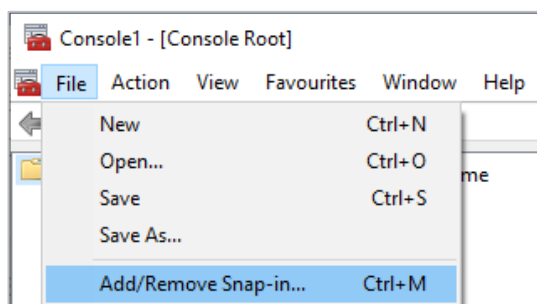 Console1 - [Console Root]
File Action View Favourites Window Help
New Ctrl+N
Open... Ctrl+O
me
Save Ctrl+S
Save As...
Add/Remove Snap-in... Ctrl+M